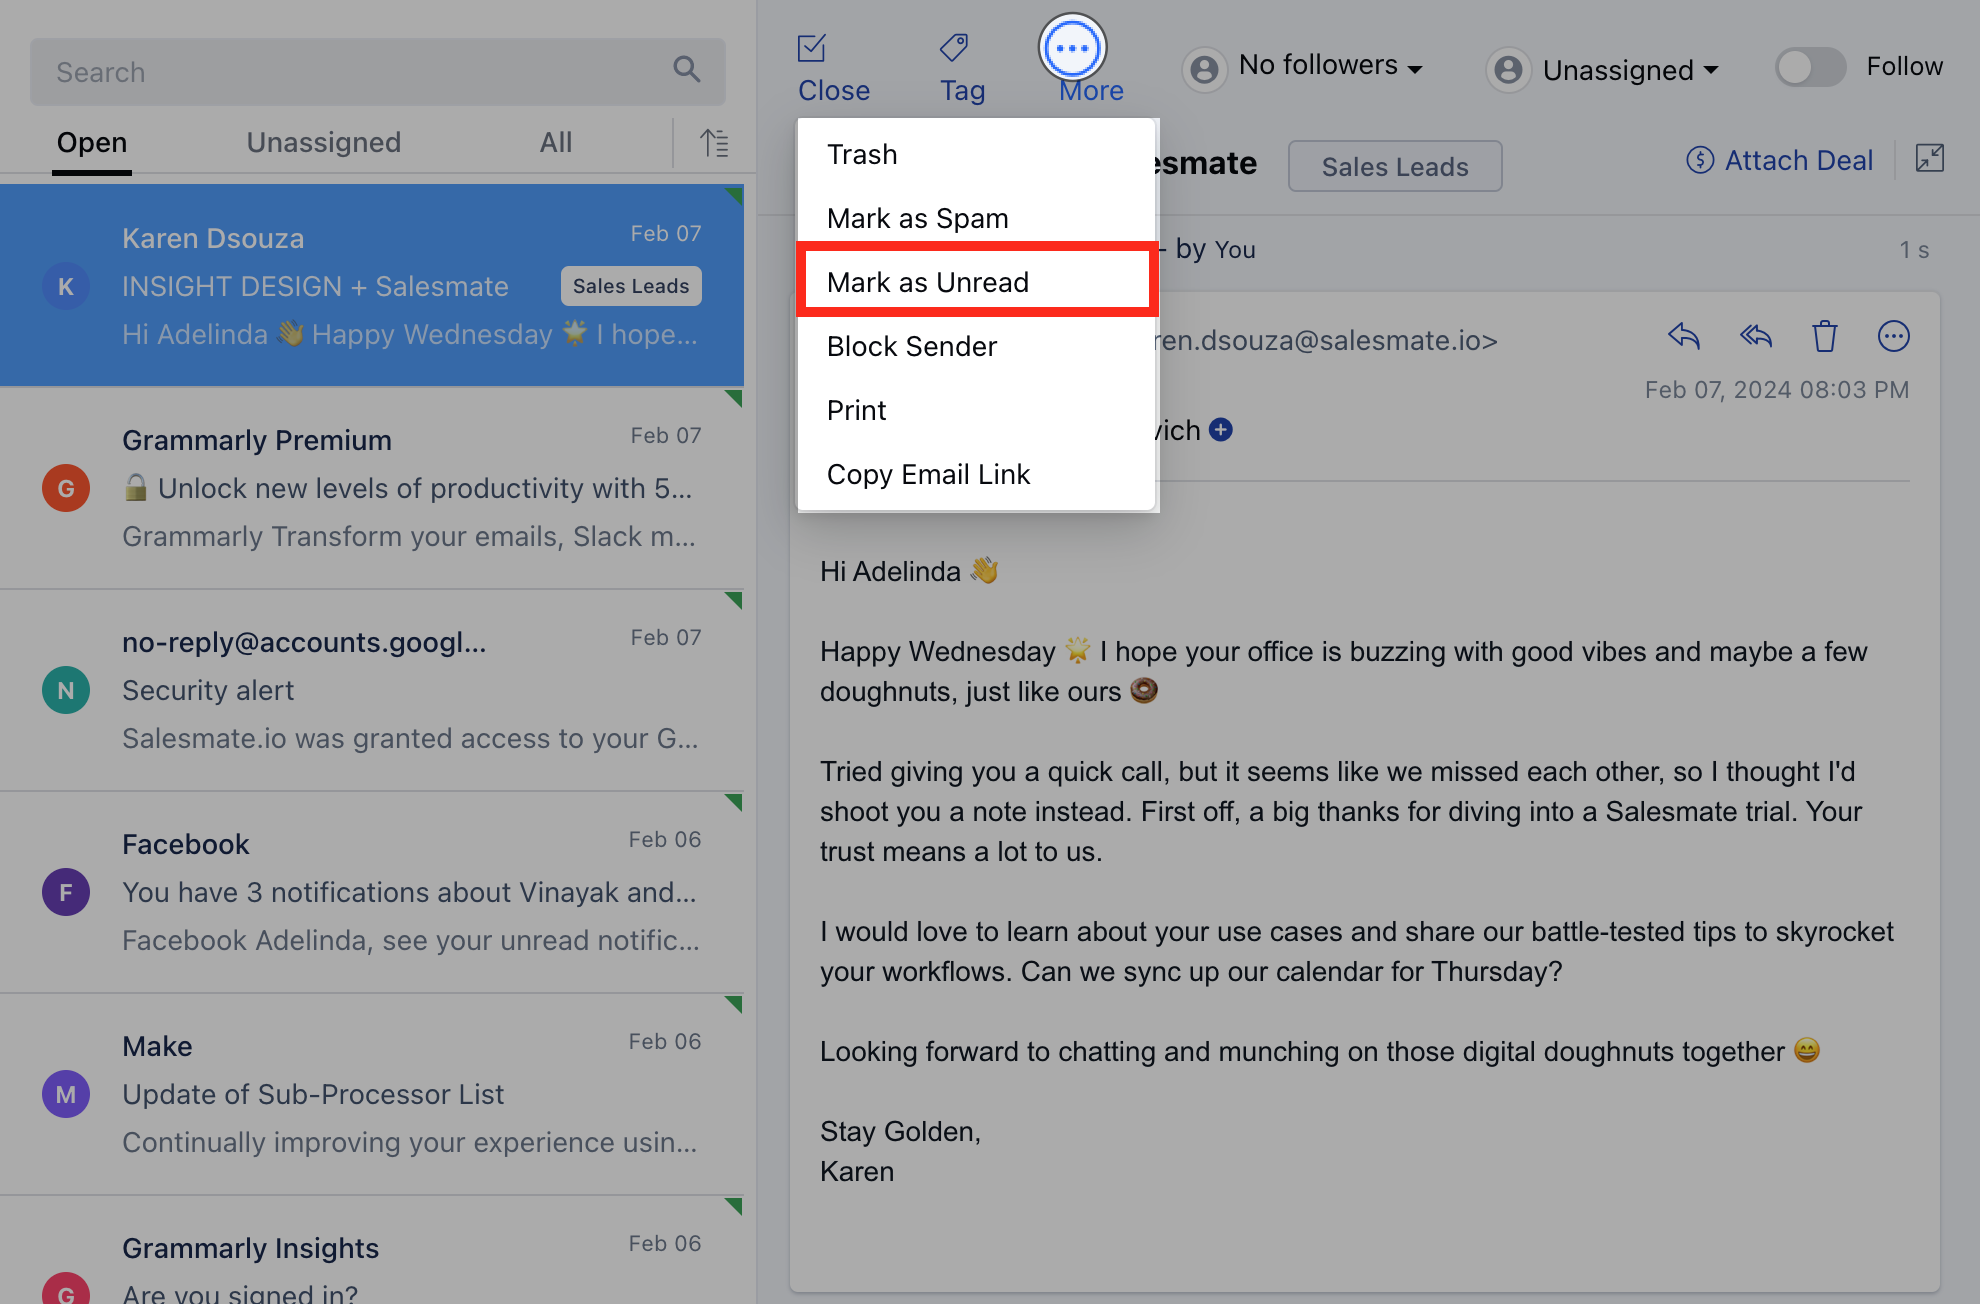 Search
Open
Unassigned
All
Karen Dsouza
Feb 07
K
INSIGHT DESIGN + Salesmate
Sales Leads
Hi Adelinda 👋 Happy Wednesday 🌟 I hope...
Grammarly Premium
Feb 07
G
🔒 Unlock new levels of productivity with 5...
Grammarly Transform your emails, Slack m...
no-reply@accounts.googl...
Feb 07
N
Security alert
Salesmate.io was granted access to your G...
Facebook
Feb 06
F
You have 3 notifications about Vinayak and...
Facebook Adelinda, see your unread notific...
Make
Feb 06
M
Update of Sub-Processor List
Continually improving your experience usin...
Grammarly Insights
Feb 06
G
Are you signed in?
Close
Tag
More
No followers
Unassigned
Follow
Trash
Mark as Spam
Mark as Unread
Block Sender
Print
Copy Email Link
esmate
Sales Leads
Attach Deal
- by You
1 s
ren.dsouza@salesmate.io>
Feb 07, 2024 08:03 PM
vich
Hi Adelinda 👋
Happy Wednesday 🌟 I hope your office is buzzing with good vibes and maybe a few
doughnuts, just like ours 🍩
Tried giving you a quick call, but it seems like we missed each other, so I thought I'd
shoot you a note instead. First off, a big thanks for diving into a Salesmate trial. Your
trust means a lot to us.
I would love to learn about your use cases and share our battle-tested tips to skyrocket
your workflows. Can we sync up our calendar for Thursday?
Looking forward to chatting and munching on those digital doughnuts together 😄
Stay Golden,
Karen